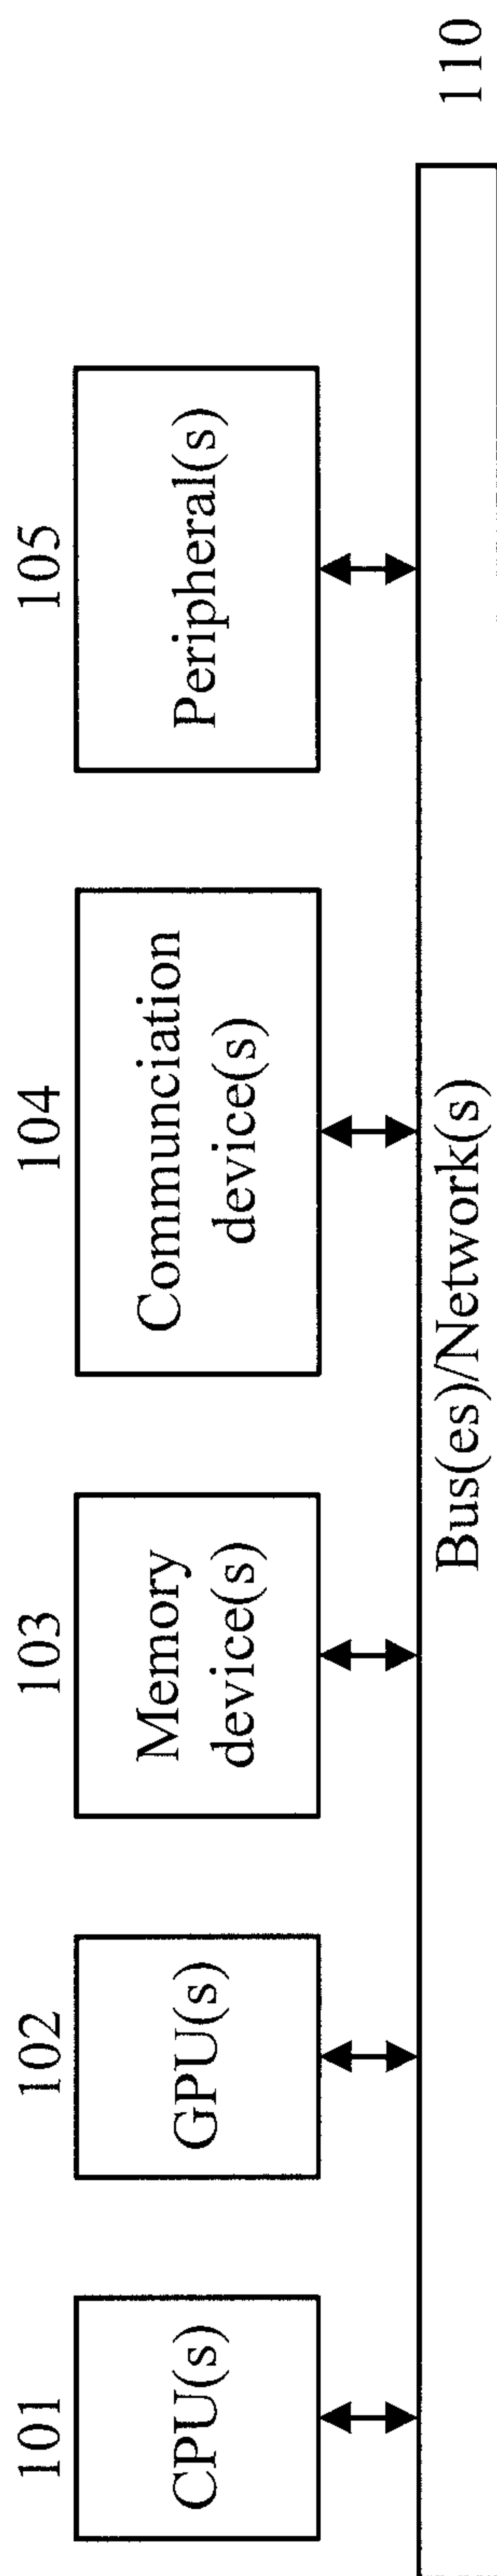 101
102
103
104
105
CPU(s)
GPU(s)
Memory
device(s)
Communciation
device(s)
Peripheral(s)
Bus(es)/Network(s)
110